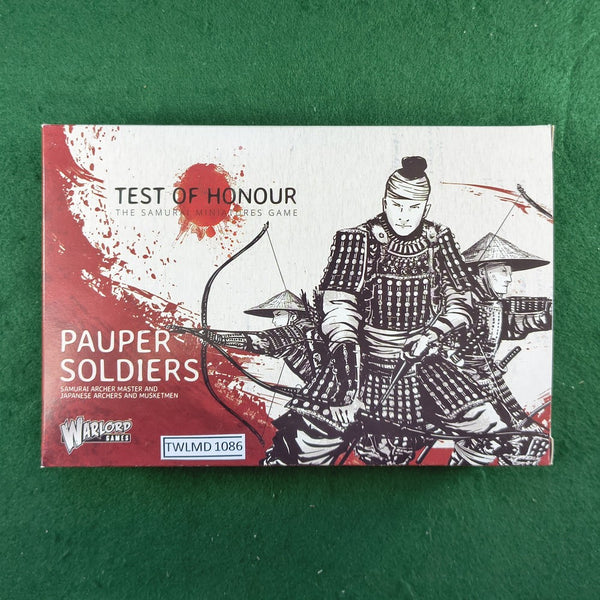 TEST OF HONOUR
THE SAMURAI MINIATURES GAME
PAUPER
SOLDIERS
SAMURAI ARCHER MASTER AND
JAPANESE ARCHERS AND MUSKETMEN
WARLORD
GAMES
TWLMD 1086